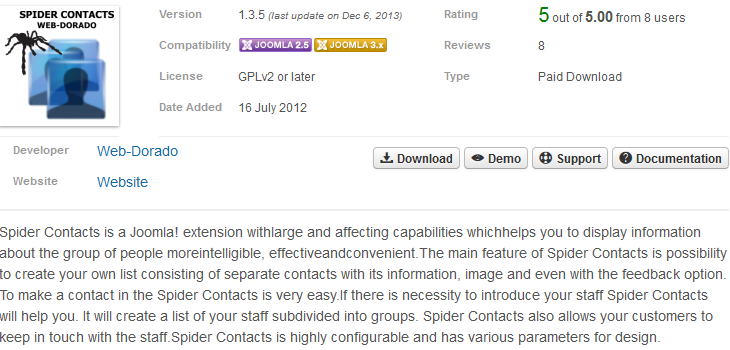 SPIDER CONTACTS
WEB-DORADO
Version 1.3.5 (last update on Dec 6, 2013)
Rating 5 out of 5.00 from 8 users
Compatibility JOOMLA 2.5 JOOMLA 3.x
Reviews 8
License GPLv2 or later
Type Paid Download
Date Added 16 July 2012
Developer Web-Dorado
Download Demo Support Documentation
Website Website
Spider Contacts is a Joomla! extension withlarge and affecting capabilities whichhelps you to display information
about the group of people moreintelligible, effectiveandconvenient.The main feature of Spider Contacts is possibility
to create your own list consisting of separate contacts with its information, image and even with the feedback option.
To make a contact in the Spider Contacts is very easy.If there is necessity to introduce your staff Spider Contacts
will help you. It will create a list of your staff subdivided into groups. Spider Contacts also allows your customers to
keep in touch with the staff.Spider Contacts is highly configurable and has various parameters for design.